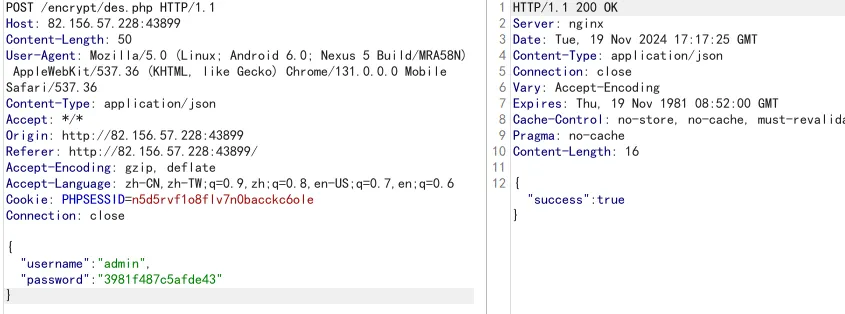 POST /encrypt/des.php HTTP/1.1
Host: 82.156.57.228:43899
Content-Length: 50
User-Agent: Mozilla/5.0 (Linux; Android 6.0; Nexus 5 Build/MRA58N)
AppleWebKit/537.36 (KHTML, like Gecko) Chrome/131.0.0.0 Mobile
Safari/537.36
Content-Type: application/json
Accept: */*
Origin: http://82.156.57.228:43899
Referer: http://82.156.57.228:43899/
Accept-Encoding: gzip, deflate
Accept-Language: zh-CN,zh-TW;q=0.9,zh;q=0.8,en-US;q=0.7,en;q=0.6
Cookie: PHPSESSID=n5d5rvf1o8flv7n0bacckc6ole
Connection: close
{
"username":"admin",
"password":"3981f487c5afde43"
}
1 HTTP/1.1 200 OK
2 Server: nginx
3 Date: Tue, 19 Nov 2024 17:17:25 GMT
4 Content-Type: application/json
5 Connection: close
6 Vary: Accept-Encoding
7 Expires: Thu, 19 Nov 1981 08:52:00 GMT
8 Cache-Control: no-store, no-cache, must-revalida
9 Pragma: no-cache
10 Content-Length: 16
11
12 {
"success":true
}